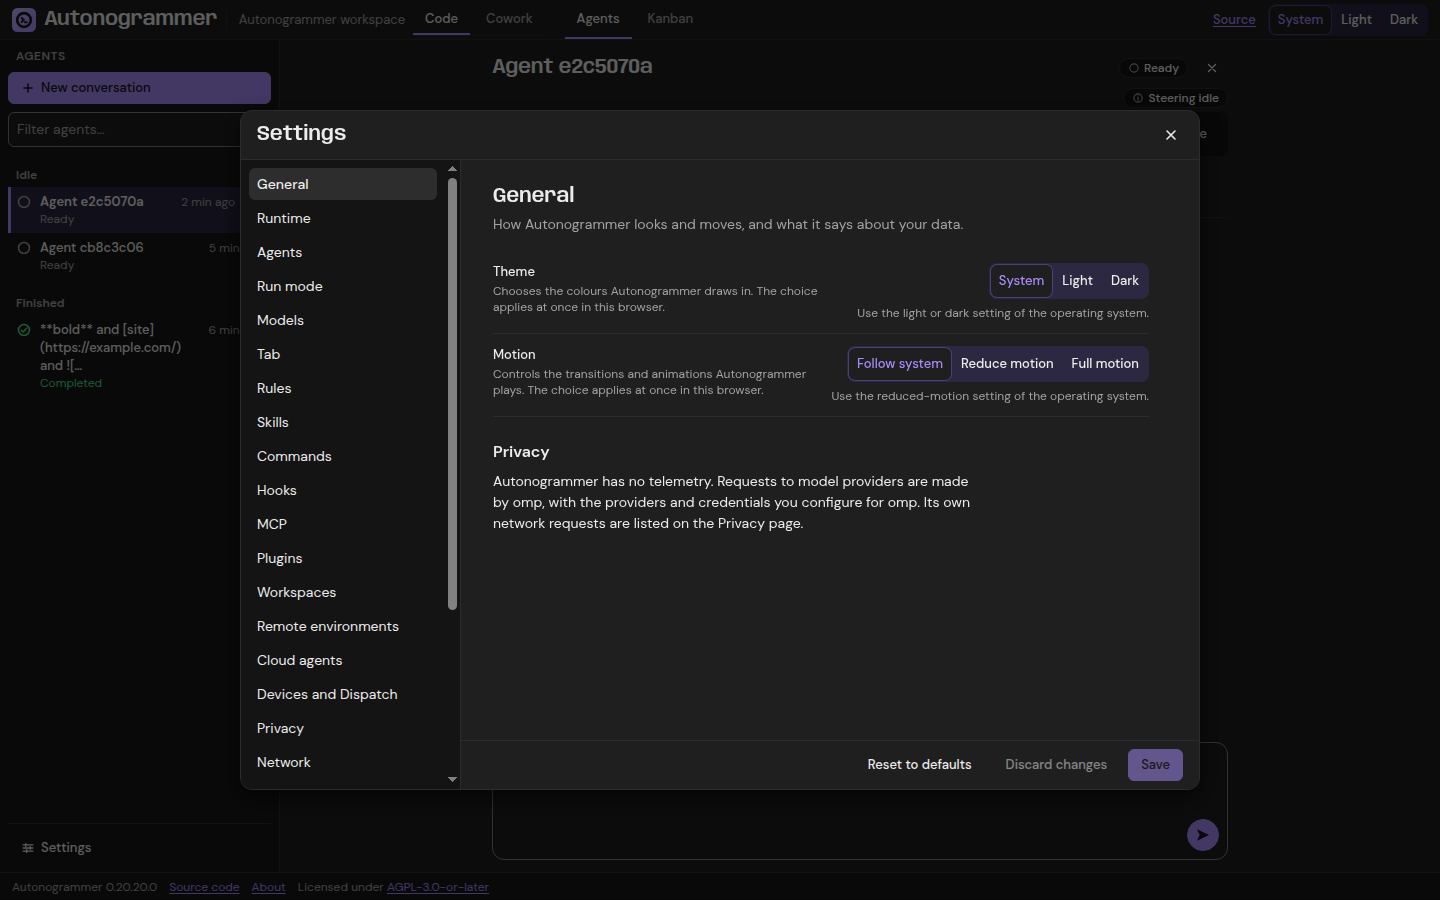 Autonogrammer
Autonogrammer workspace
Code
Cowork
Agents
Kanban
Source
System
Light
Dark
AGENTS
+ New conversation
Filter agents...
Idle
Agent e2c5070a
2 min ago
Ready
Agent cb8c3c06
5 min
Ready
Finished
**bold** and [site]
(https://example.com/)
and ![...
6 min
Completed
Settings
Agent e2c5070a
Ready
Steering idle
Settings
General
Runtime
Agents
Run mode
Models
Tab
Rules
Skills
Commands
Hooks
MCP
Plugins
Workspaces
Remote environments
Cloud agents
Devices and Dispatch
Privacy
Network
General
How Autonogrammer looks and moves, and what it says about your data.
Theme
Chooses the colours Autonogrammer draws in. The choice
applies at once in this browser.
System
Light
Dark
Use the light or dark setting of the operating system.
Motion
Controls the transitions and animations Autonogrammer
plays. The choice applies at once in this browser.
Follow system
Reduce motion
Full motion
Use the reduced-motion setting of the operating system.
Privacy
Autonogrammer has no telemetry. Requests to model providers are made
by omp, with the providers and credentials you configure for omp. Its own
network requests are listed on the Privacy page.
Reset to defaults
Discard changes
Save
Autonogrammer 0.20.20.0
Source code
About
Licensed under AGPL-3.0-or-later